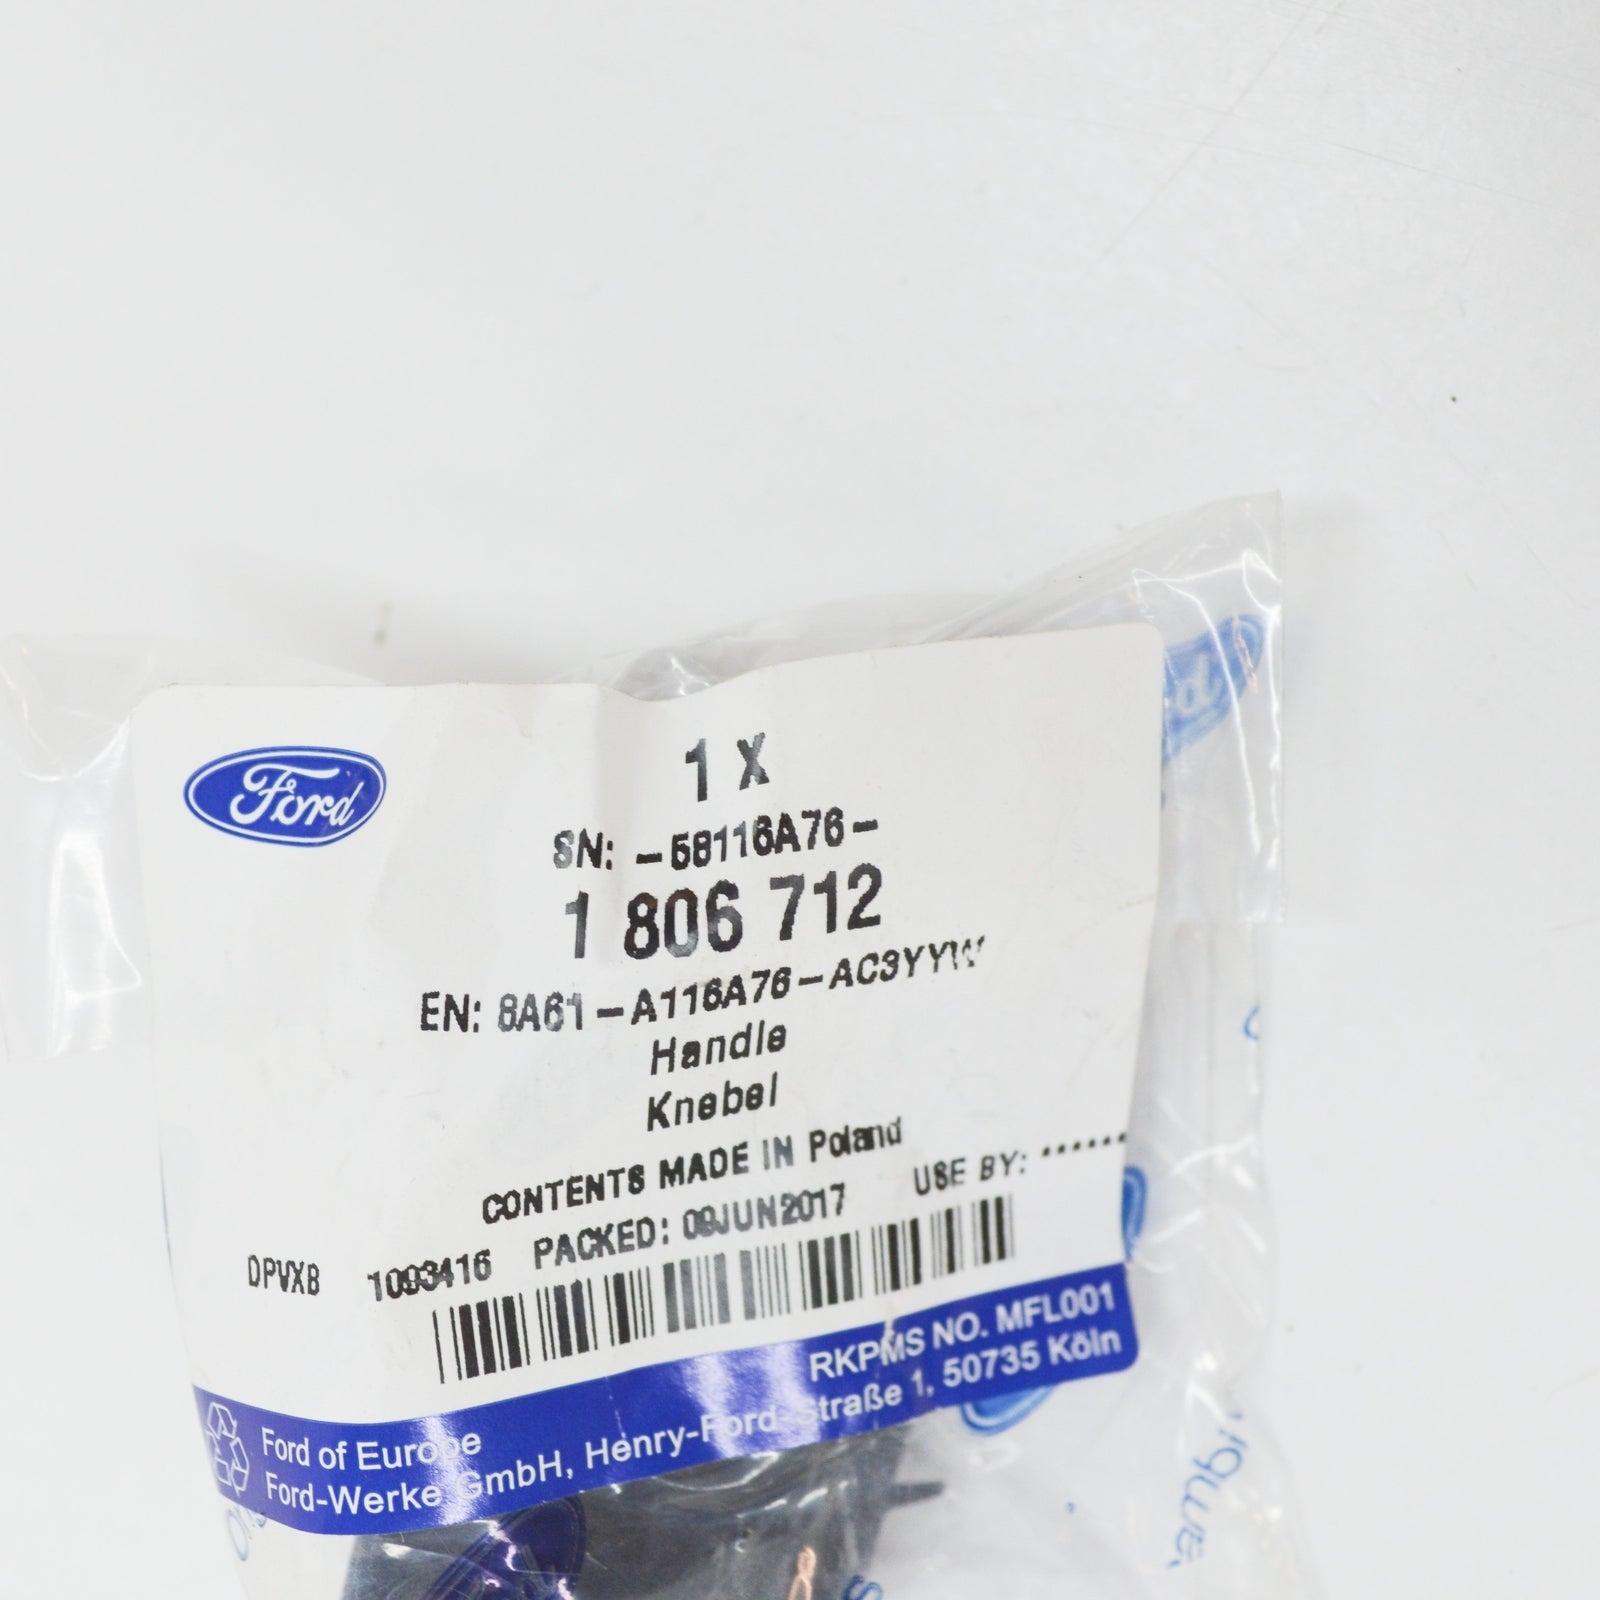 Ford
1 X
SN: -58116A76-
1 806 712
EN: 8A61-A116A76-AC3YYW
Handle
Knebel
CONTENTS MADE IN Poland
PACKED: 09JUN2017 USE BY: ******
DPVXB 1093416
RKPMS NO. MFL001
Ford of Europe
Ford-Werke GmbH, Henry-Ford-Straße 1, 50735 Köln